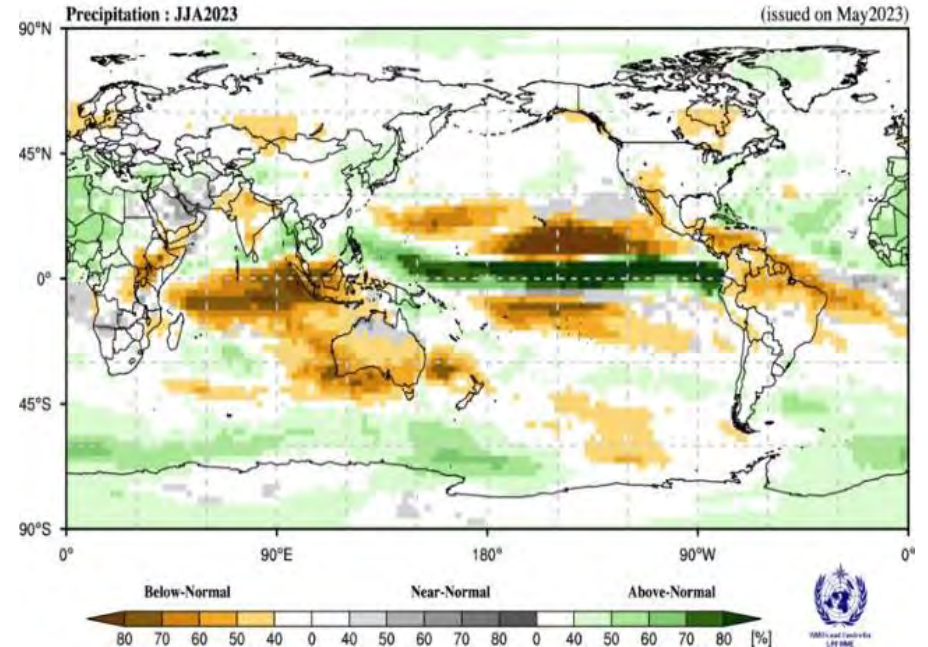 Precipitation : JJA2023 (issued on May2023)
90°N
45°N
0°
45°S
90°S
0° 90°E 180° 90°W 0°
Below-Normal Near-Normal Above-Normal
80 70 60 50 40 0 40 50 60 70 80 0 40 50 60 70 80 [%]